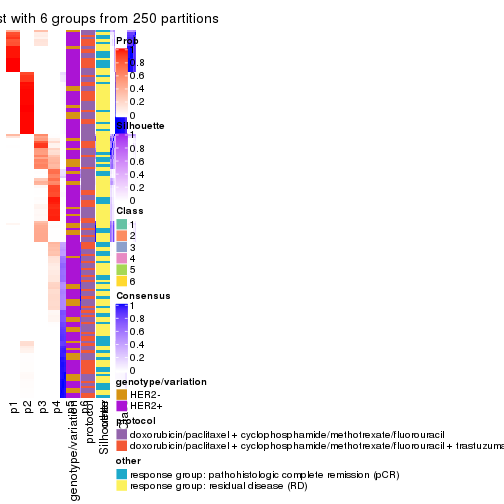 st with 6 groups from 250 partitions
Prob
1
0.8
0.6
0.4
0.2
0
Silhouette
1
0.8
0.6
0.4
0.2
0
Class
1
2
3
4
5
6
Consensus
1
0.8
0.6
0.4
0.2
0
genotype/variation
HER2-
HER2+
protocol
doxorubicin/paclitaxel + cyclophosphamide/methotrexate/fluorouracil
doxorubicin/paclitaxel + cyclophosphamide/methotrexate/fluorouracil + trastuzuma
other
response group: pathohistologic complete remission (pCR)
response group: residual disease (RD)
p1
p2
p3
p4
genotype/variation
protocol
Silhouette